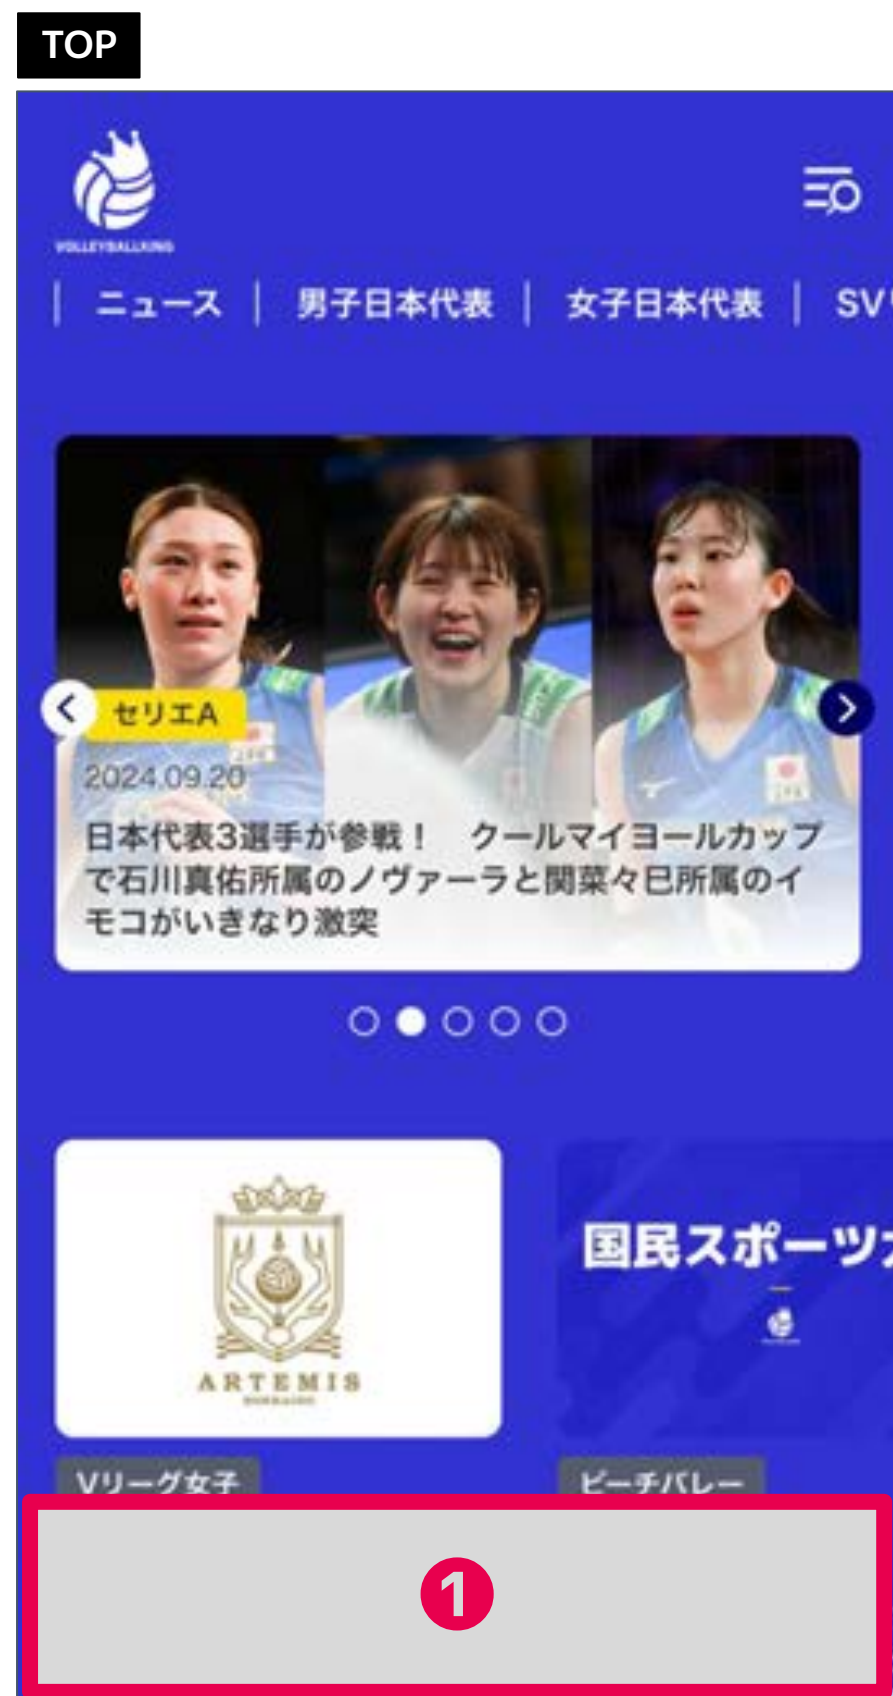 TOP
VOLLEYBALLKING
ニュース
男子日本代表
女子日本代表
SV
セリエA
2024.09.20
日本代表3選手が参戦！　クールマイヨールカップ
で石川真佑所属のノヴァーラと関菜々巳所属のイ
モコがいきなり激突
ARTEMIS
HOKKAIDO
国民スポーツ
Vリーグ女子
ビーチバレー
1